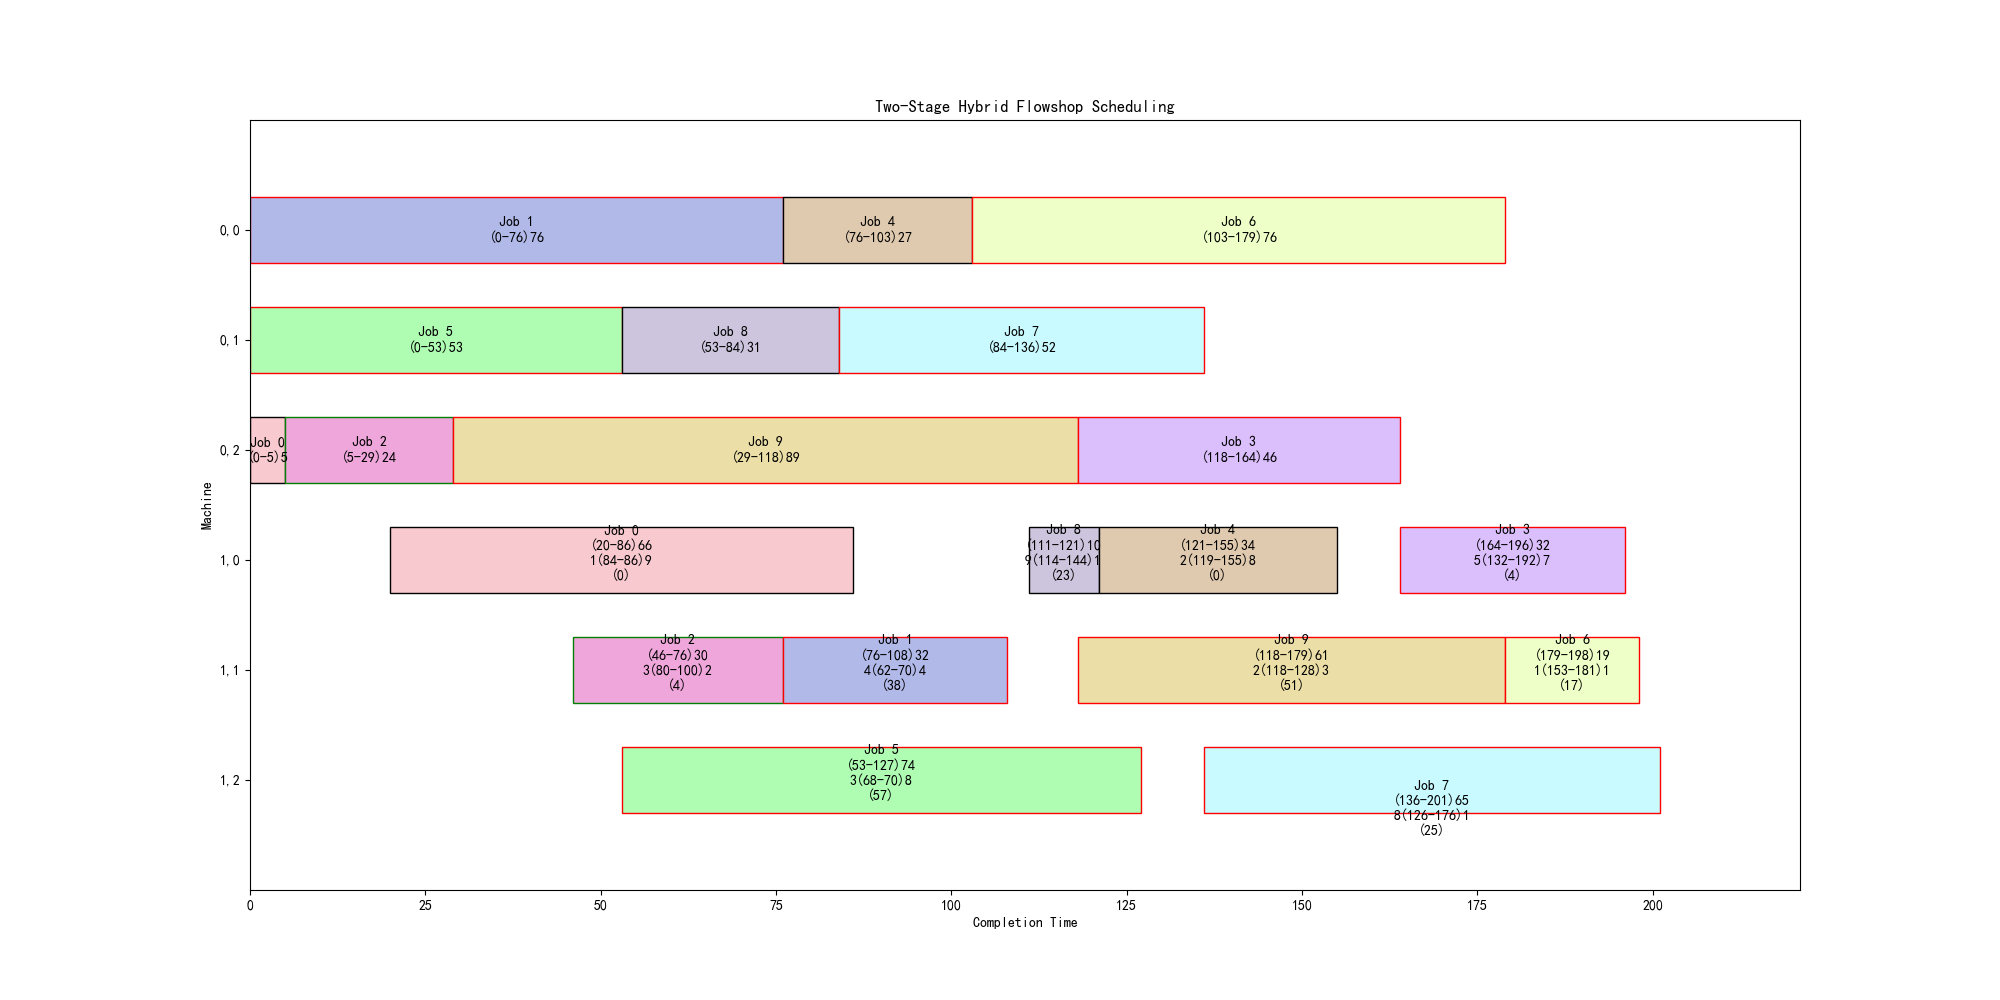 Two-Stage Hybrid Flowshop Scheduling
Machine
0,0
Job 1
(0-76)76
Job 4
(76-103)27
Job 6
(103-179)76
0,1
Job 5
(0-53)53
Job 8
(53-84)31
Job 7
(84-136)52
0,2
Job 0
(0-5)5
Job 2
(5-29)24
Job 9
(29-118)89
Job 3
(118-164)46
1,0
Job 0
(20-86)66
1(84-86)9
(0)
Job 8
(111-121)10
9(114-144)1
(23)
Job 4
(121-155)34
2(119-155)8
(0)
Job 3
(164-196)32
5(132-192)7
(4)
1,1
Job 2
(46-76)30
3(80-100)2
(4)
Job 1
(76-108)32
4(62-70)4
(38)
Job 9
(118-179)61
2(118-128)3
(51)
Job 6
(179-198)19
1(153-181)1
(17)
1,2
Job 5
(53-127)74
3(68-70)8
(57)
Job 7
(136-201)65
8(126-176)1
(25)
0 25 50 75 100 125 150 175 200
Completion Time